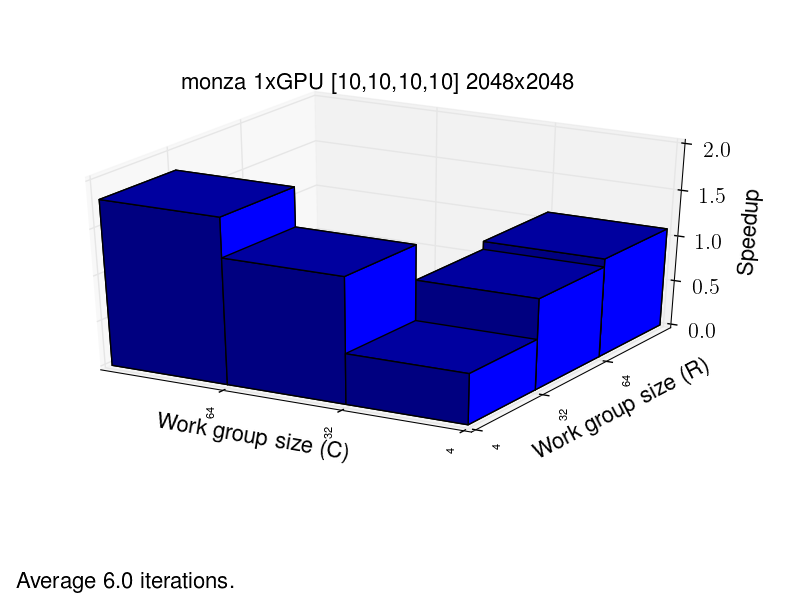 monza 1xGPU [10,10,10,10] 2048x2048
2.0
1.5
1.0
0.5
0.0
Speedup
64
32
4
Work group size (C)
4
32
64
Work group size (R)
Average 6.0 iterations.